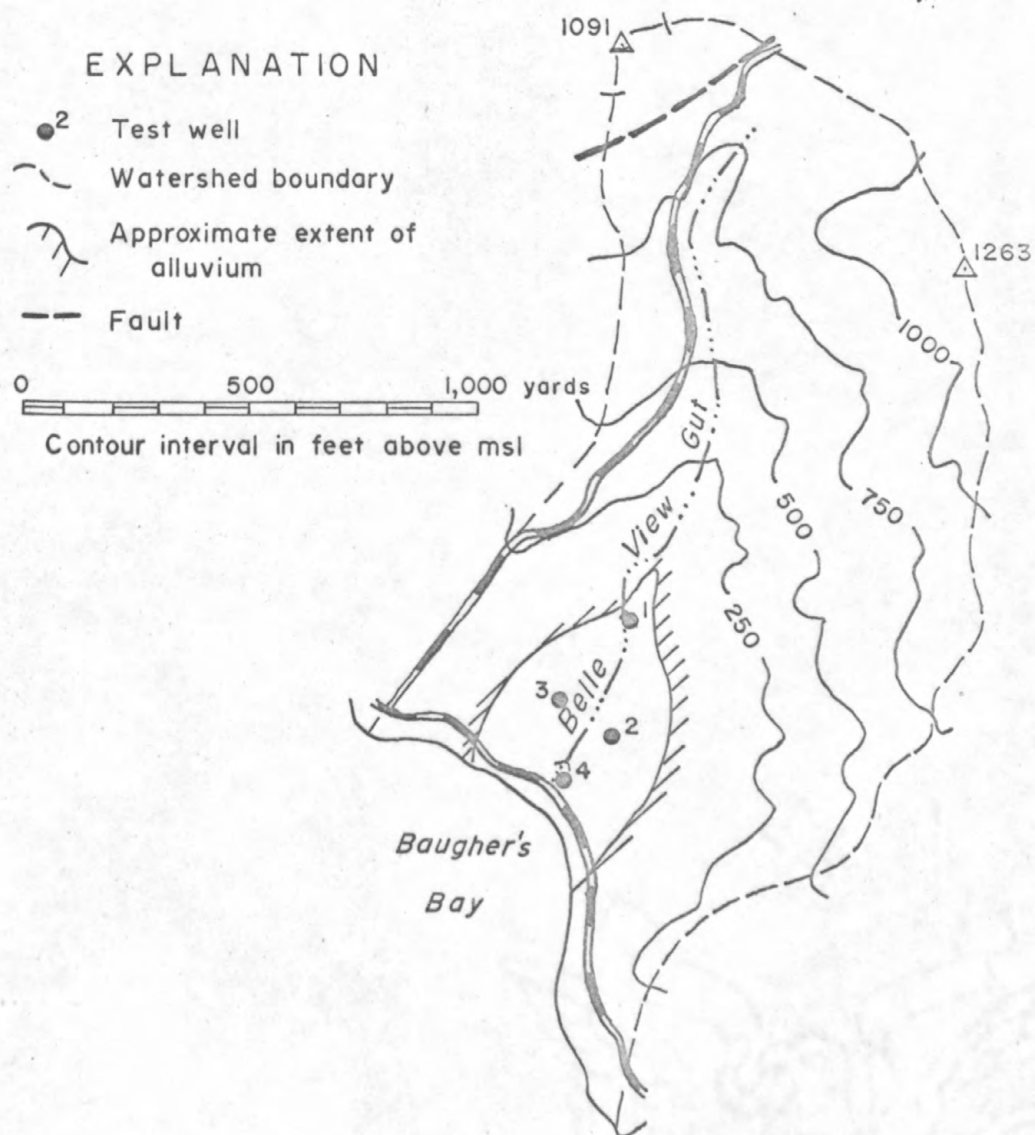 EXPLANATION
2 Test well
Watershed boundary
Approximate extent of
alluvium
Fault
0 500 1,000 yards
Contour interval in feet above msl
1091
1263
1000
750
500
250
Belle View Gut
1
3
2
4
Baugher's
Bay